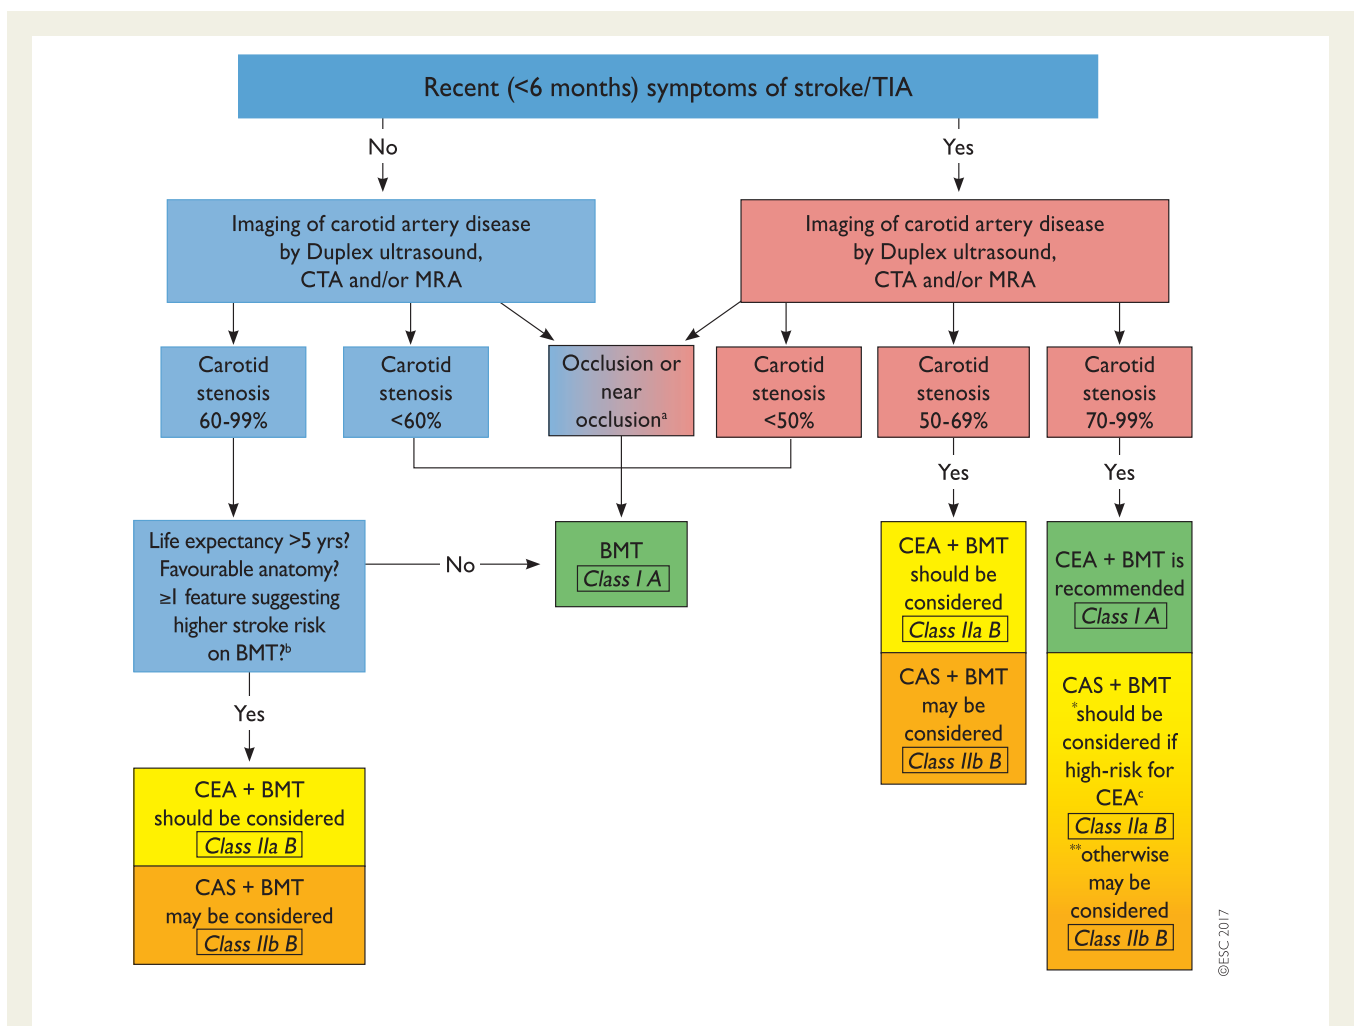 Recent (<6 months) symptoms of stroke/TIA
No
Yes
Imaging of carotid artery disease
by Duplex ultrasound,
CTA and/or MRA
Imaging of carotid artery disease
by Duplex ultrasound,
CTA and/or MRA
Carotid
stenosis
60-99%
Carotid
stenosis
<60%
Occlusion or
near
occlusionᵃ
Carotid
stenosis
<50%
Carotid
stenosis
50-69%
Carotid
stenosis
70-99%
Yes
Yes
Life expectancy >5 yrs?
Favourable anatomy?
≥1 feature suggesting
higher stroke risk
on BMT?ᵇ
No
BMT
Class I A
CEA + BMT
should be
considered
Class IIa B
CAS + BMT
may be
considered
Class IIb B
CEA + BMT is
recommended
Class I A
CAS + BMT
*should be
considered if
high-risk for
CEAᶜ
Class IIa B
**otherwise
may be
considered
Class IIb B
Yes
CEA + BMT
should be considered
Class IIa B
CAS + BMT
may be considered
Class IIb B
©ESC 2017